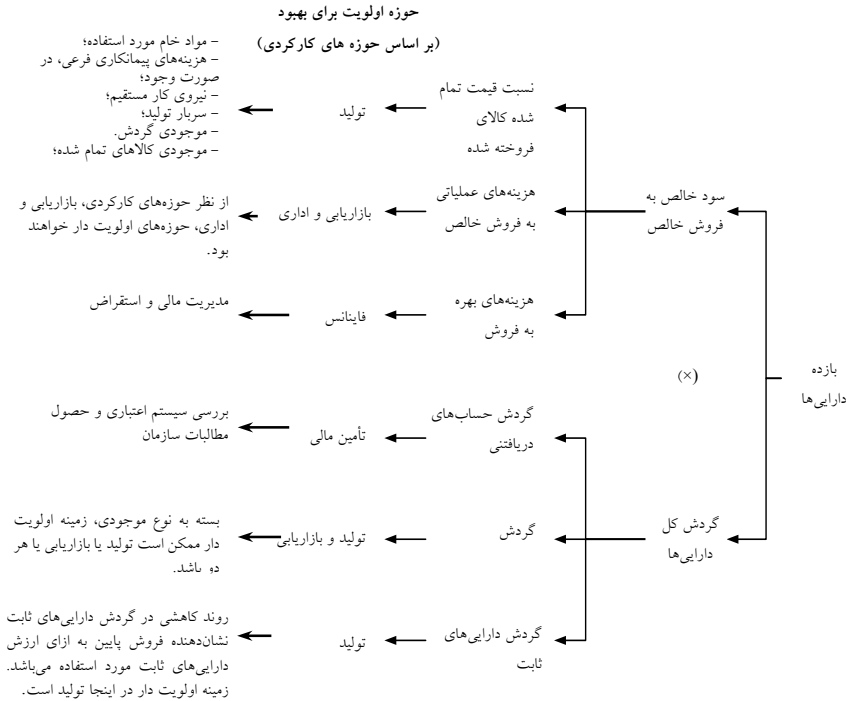 حوزه اولویت برای بهبود
(بر اساس حوزه های کارکردی)
بازده
دارایی‌ها
(×)
سود خالص به
فروش خالص
نسبت قیمت تمام
شده کالای
فروخته شده
تولید
– مواد خام مورد استفاده؛
– هزینه‌های پیمانکاری فرعی، در
صورت وجود؛
– نیروی کار مستقیم؛
– سربار تولید؛
– موجودی گردش.
– موجودی کالاهای تمام شده؛
هزینه‌های عملیاتی
به فروش خالص
بازاریابی و اداری
از نظر حوزه‌های کارکردی، بازاریابی و
اداری، حوزه‌های اولویت دار خواهند
بود.
هزینه‌های بهره
به فروش
فاینانس
مدیریت مالی و استقراض
گردش کل
دارایی‌ها
گردش حساب‌های
دریافتنی
تأمین مالی
بررسی سیستم اعتباری و حصول
مطالبات سازمان
گردش
تولید و بازاریابی
بسته به نوع موجودی، زمینه اولویت
دار ممکن است تولید یا بازاریابی یا هر
دو باشد.
گردش دارایی‌های
ثابت
تولید
روند کاهشی در گردش دارایی‌های ثابت
نشان‌دهنده فروش پایین به ازای ارزش
دارایی‌های ثابت مورد استفاده می‌باشد.
زمینه اولویت دار در اینجا تولید است.